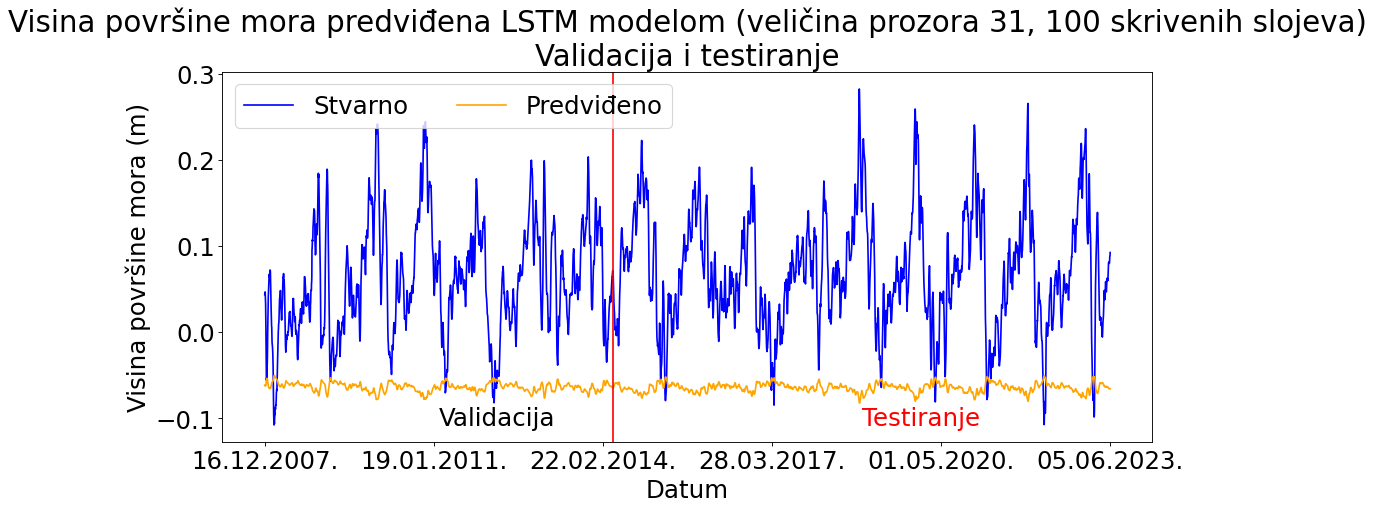 Visina površine mora predviđena LSTM modelom (veličina prozora 31, 100 skrivenih slojeva)
Validacija i testiranje
Stvarno
Predviđeno
Visina površine mora (m)
0.3
0.2
0.1
0.0
−0.1
Validacija
Testiranje
16.12.2007.
19.01.2011.
22.02.2014.
28.03.2017.
01.05.2020.
05.06.2023.
Datum